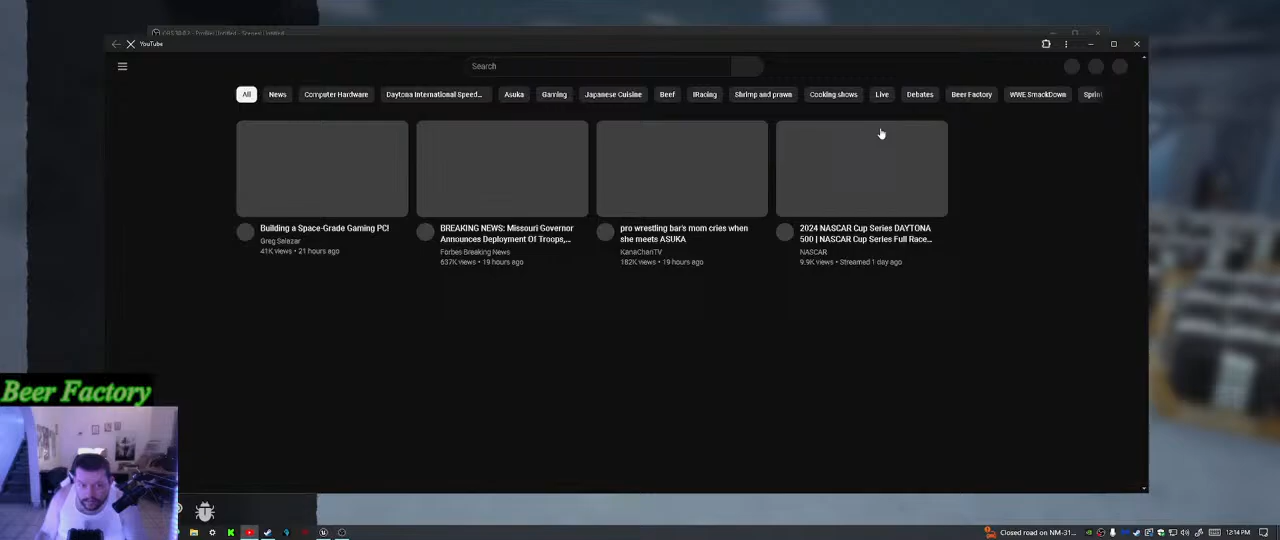 YouTube
Search
All News Computer Hardware Daytona International Speed... Asuka Gaming Japanese Cuisine Beef IRacing Shrimp and prawn Cooking shows Live Debates Beer Factory WWE SmackDown Sprint
Building a Space-Grade Gaming PC!
Greg Salazar
41K views • 21 hours ago
BREAKING NEWS: Missouri Governor
Announces Deployment Of Troops,...
Forbes Breaking News
637K views • 19 hours ago
pro wrestling bar's mom cries when
she meets ASUKA
KanaChanTV
182K views • 19 hours ago
2024 NASCAR Cup Series DAYTONA
500 | NASCAR Cup Series Full Race...
NASCAR
9.9K views • Streamed 1 day ago
Beer Factory
Closed road on NM-31... 12:14 PM